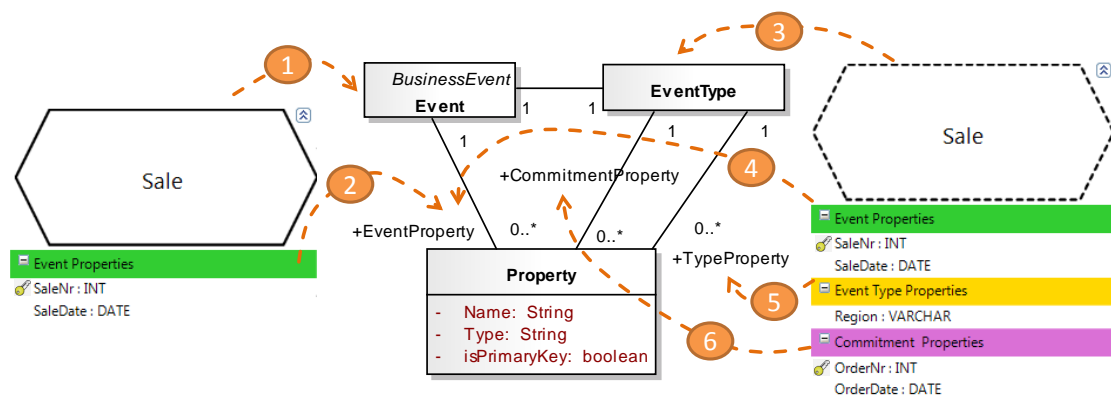 1
3
BusinessEvent
Event
EventType
1
1
1
1
1
Sale
Sale
2
4
+CommitmentProperty
+EventProperty
0..*
0..*
0..*
+TypeProperty
Event Properties
SaleNr : INT
SaleDate : DATE
Property
- Name: String
- Type: String
- isPrimaryKey: boolean
5
6
Event Properties
SaleNr : INT
SaleDate : DATE
Event Type Properties
Region : VARCHAR
Commitment Properties
OrderNr : INT
OrderDate : DATE